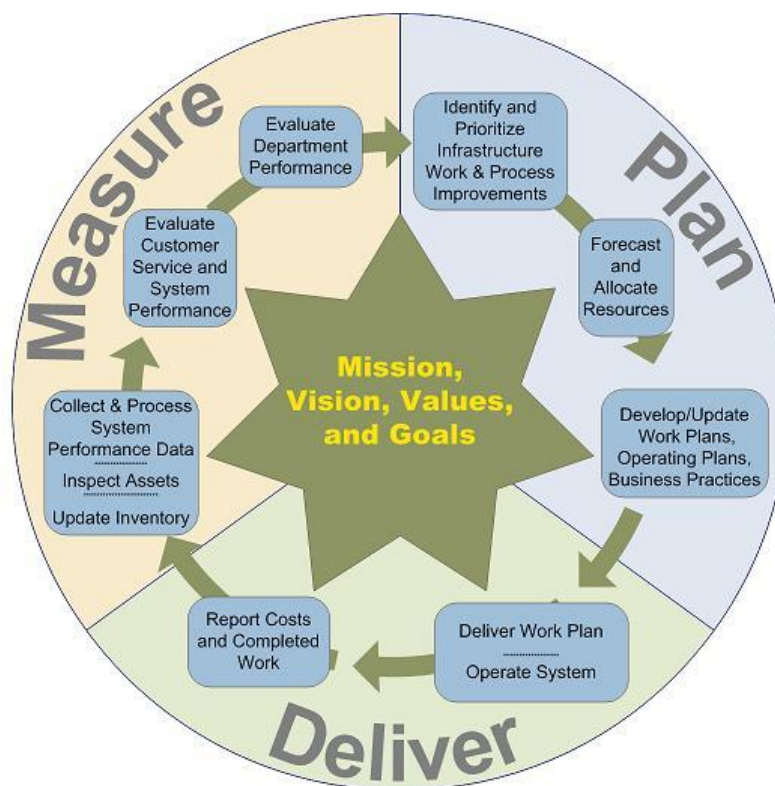 Measure
Plan
Deliver
Identify and
Prioritize
Infrastructure
Work & Process
Improvements
Forecast
and
Allocate
Resources
Develop/Update
Work Plans,
Operating Plans,
Business Practices
Deliver Work Plan
Operate System
Report Costs
and Completed
Work
Collect & Process
System
Performance Data
Inspect Assets
Update Inventory
Evaluate
Customer
Service and
System
Performance
Evaluate
Department
Performance
Mission,
Vision, Values,
and Goals